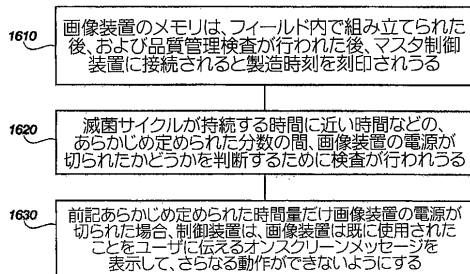 1610
画像装置のメモリは、フィールド内で組み立てられた
後、および品質管理検査が行われた後、マスタ制御
装置に接続されると製造時刻を刻印されうる
1620
滅菌サイクルが持続する時間に近い時間などの、
あらかじめ定められた分数の間、画像装置の電源が
切られたかどうかを判断するために検査が行われうる
1630
前記あらかじめ定められた時間量だけ画像装置の電源が
切られた場合、制御装置は、画像装置は既に使用された
ことをユーザに伝えるオンスクリーンメッセージを
表示して、さらなる動作ができないようにする